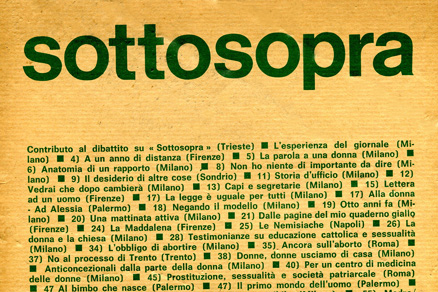 sottosopra
Contributo al dibattito su « Sottosopra » (Trieste) ■ L'esperienza del giornale (Mi-
lano) ■ 4) A un anno di distanza (Firenze) ■ 5) La parola a una donna (Milano) ■
6) Anatomia di un rapporto (Milano) ■ 8) Non ho niente di importante da dire (Mi-
lano) ■ 9) Il desiderio di altre cose (Sondrio) ■ 11) Storia d'ufficio (Milano) ■ 12)
Vedrai che dopo cambierà (Milano) ■ 13) Capi e segretarie (Milano) ■ 15) Lettera
ad un uomo (Firenze) ■ 17) La legge è uguale per tutti (Milano) ■ 17) Alla donna
- Ad Alessia (Palermo) ■ 18) Negando il modello (Milano) ■ 19) Otto anni fa (Mi-
lano) ■ 20) Una mattinata attiva (Milano) ■ 21) Dalle pagine del mio quaderno giallo
(Firenze) ■ 24) La Maddalena (Firenze) ■ 25) Le Nemisiache (Napoli) ■ 26) La
donna e la chiesa (Milano) ■ 28) Testimonianze su educazione cattolica e sessualità
(Milano) ■ 34) L'obbligo di abortire (Milano) ■ 35) Ancora sull'aborto (Roma) ■
37) No al processo di Trento (Trento) ■ 38) Donne, donne usciamo di casa (Milano)
■ Anticoncezionali dalla parte della donna (Milano) ■ 40) Per un centro di medicina
delle donne (Milano) ■ 45) Prostituzione, sessualità e società patriarcale (Roma)
■ 47 Al bimbo che nasce (Palermo) ■ 47) Il primo mondo dell'uomo (Palermo) ■